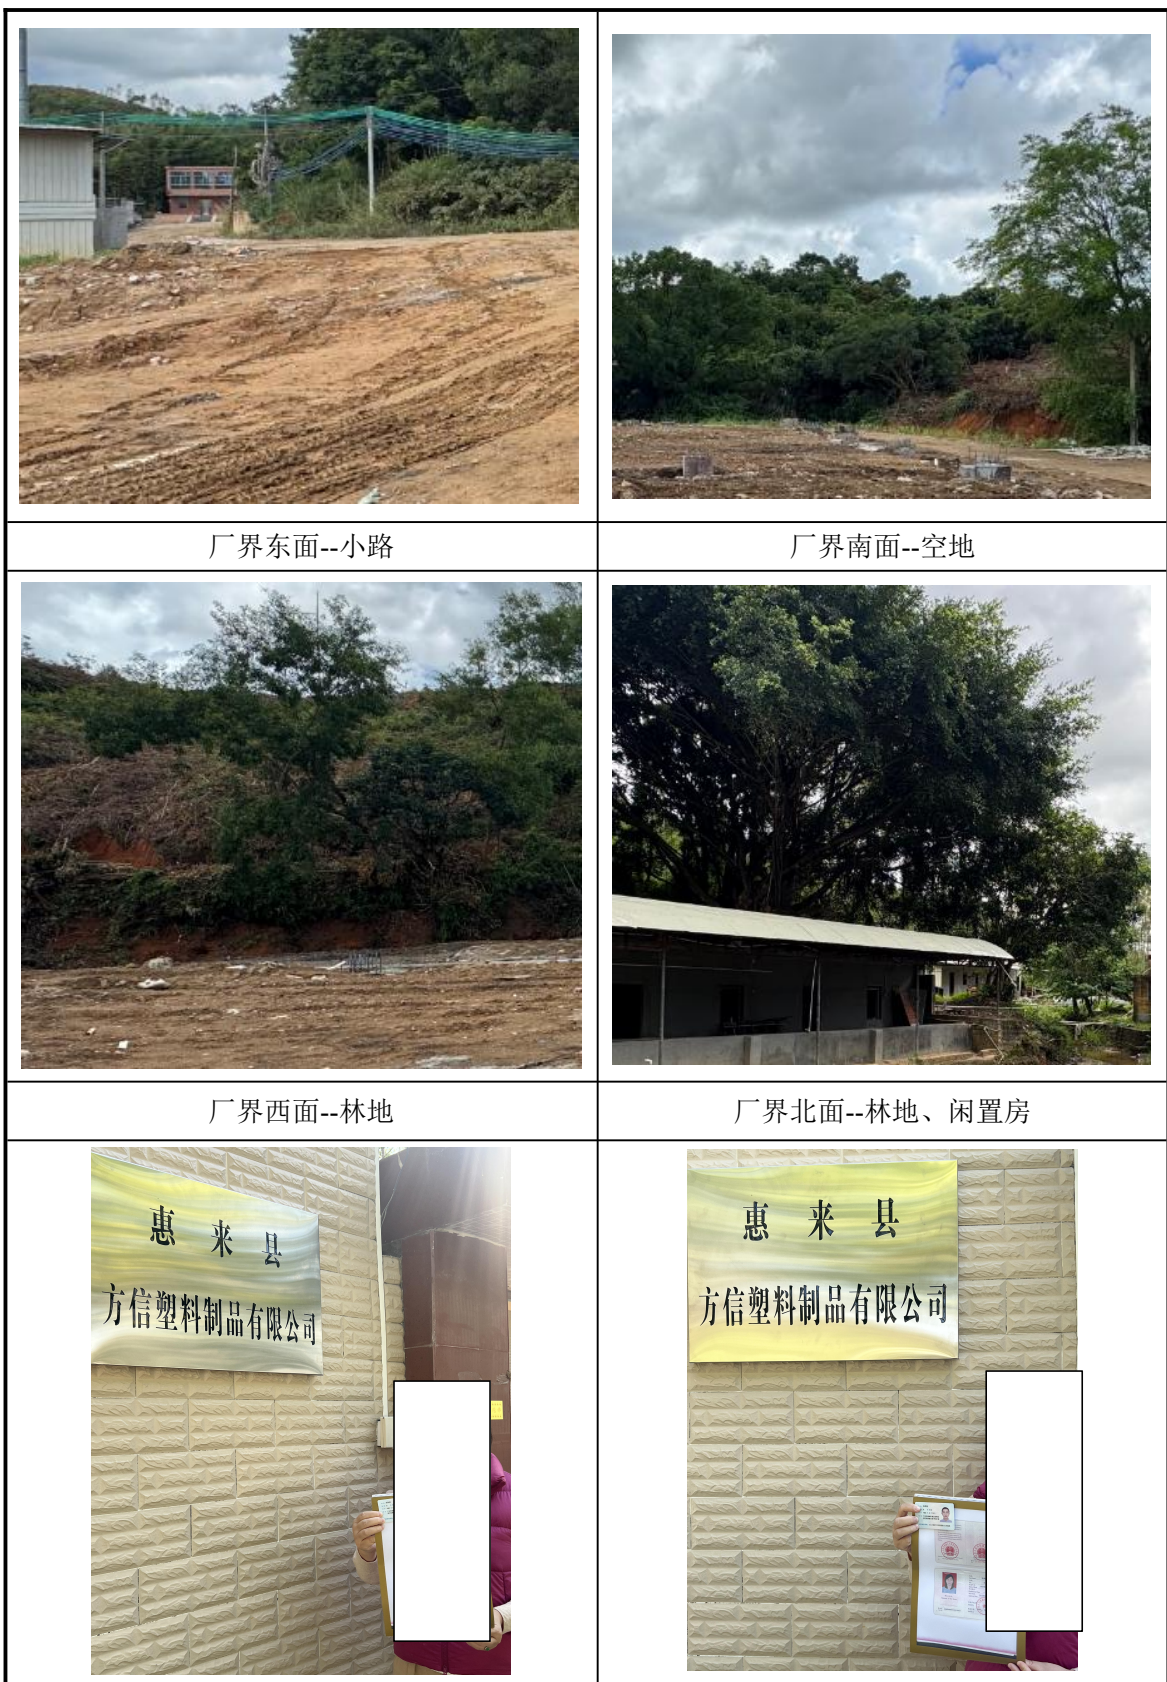 厂界东面--小路
厂界南面--空地
厂界西面--林地
厂界北面--林地、闲置房
惠来县
方信塑料制品有限公司
惠来县
方信塑料制品有限公司